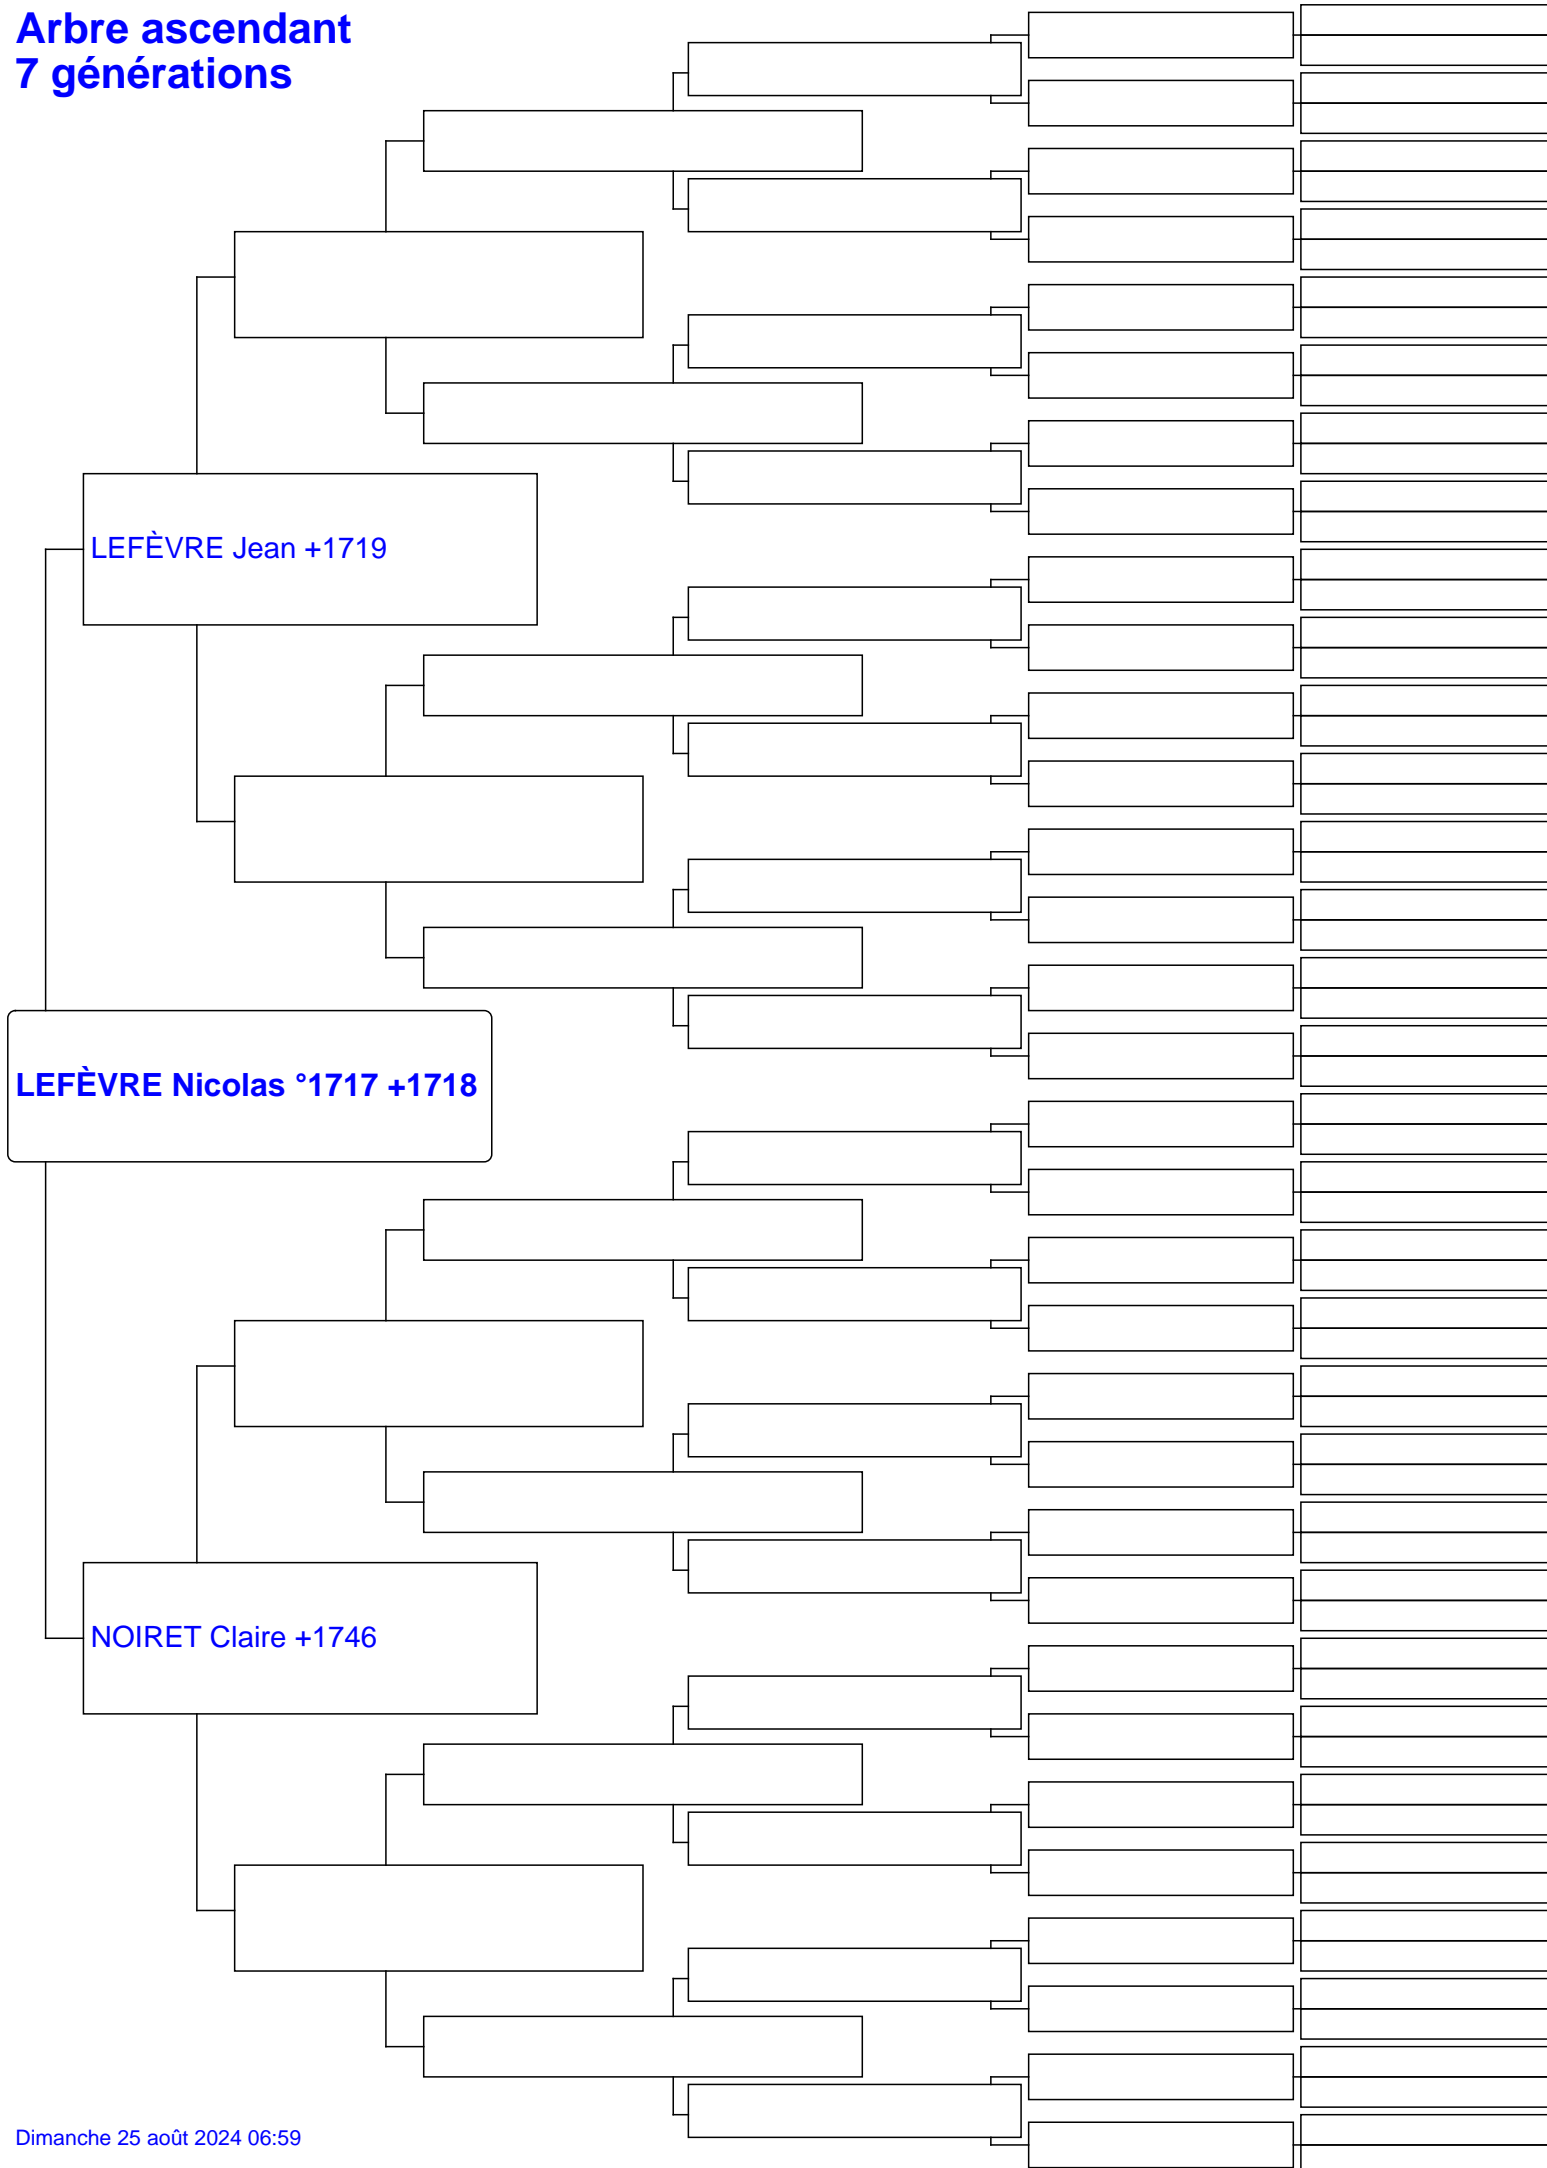 Arbre ascendant
7 générations
LEFÈVRE Jean +1719
LEFÈVRE Nicolas °1717 +1718
NOIRET Claire +1746
Dimanche 25 août 2024 06:59